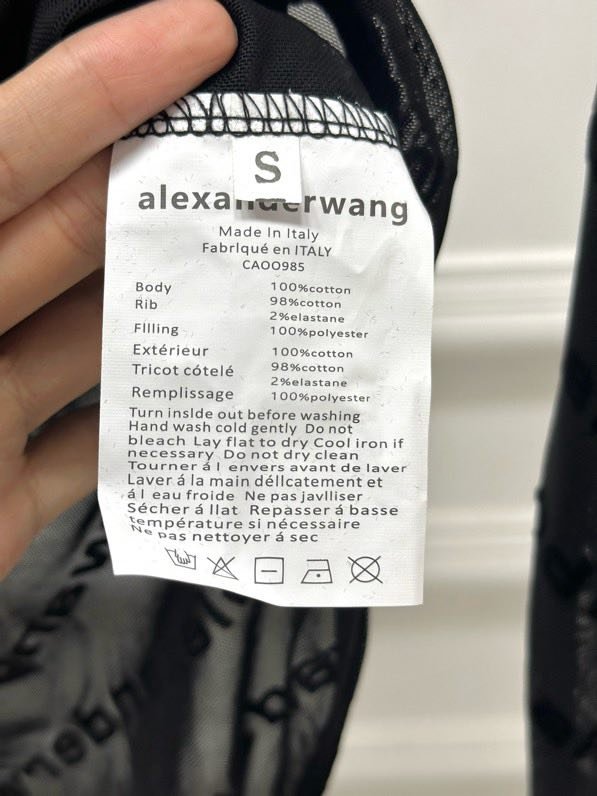 S
alexanderwang
Made In Italy
Fabrlqué en ITALY
CAOO985
Body 100%cotton
Rib 98%cotton
2%elastane
Fllling 100%polyester
Extérieur 100%cotton
Tricot cótelé 98%cotton
2%elastane
Remplissage 100%polyester
Turn inslde out before washing
Hand wash cold gently Do not
bleach Lay flat to dry Cool iron if
necessary Do not dry clean
Tourner á l envers avant de laver
Laver á la main déllcatement et
á l eau froide Ne pas javlliser
Sécher á llat Repasser á basse
température si nécessaire
Ne pas nettoyer á sec